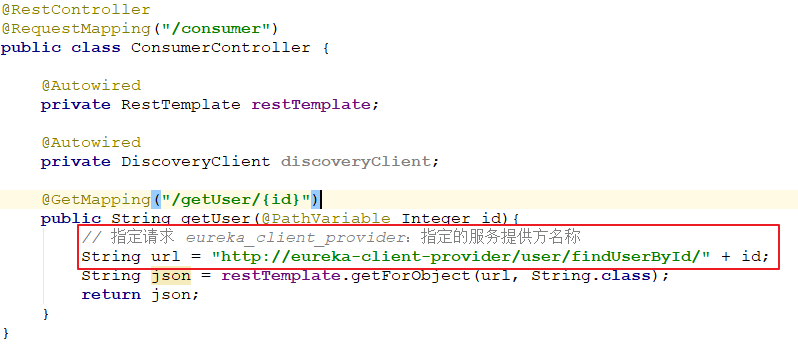 @RestController
@RequestMapping("/consumer")
public class ConsumerController {
@Autowired
private RestTemplate restTemplate;
@Autowired
private DiscoveryClient discoveryClient;
@GetMapping("/getUser/{id}")
public String getUser(@PathVariable Integer id){
// 指定请求 eureka_client_provider：指定的服务提供方名称
String url = "http://eureka-client-provider/user/findUserById/" + id;
String json = restTemplate.getForObject(url, String.class);
return json;
}
}